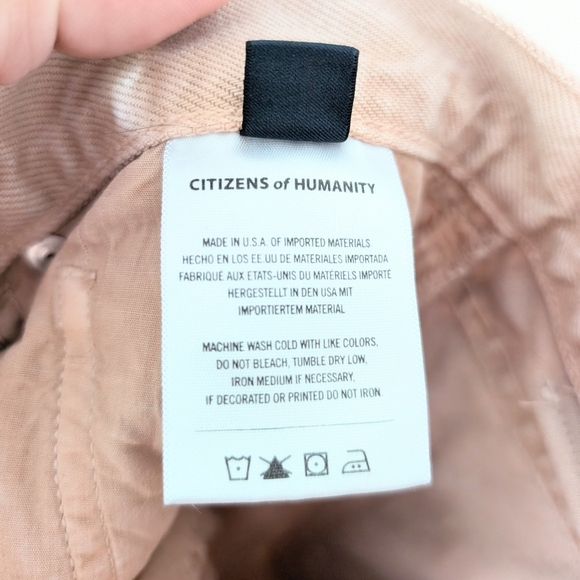 CITIZENS of HUMANITY
MADE IN U.S.A. OF IMPORTED MATERIALS
HECHO EN LOS EE.UU DE MATERIALES IMPORTADA
FABRIQUÉ AUX ETATS-UNIS DU MATÉRIELS IMPORTÉ
HERGESTELLT IN DEN USA MIT
IMPORTIERTEM MATERIAL
MACHINE WASH COLD WITH LIKE COLORS,
DO NOT BLEACH, TUMBLE DRY LOW,
IRON MEDIUM IF NECESSARY,
IF DECORATED OR PRINTED DO NOT IRON.